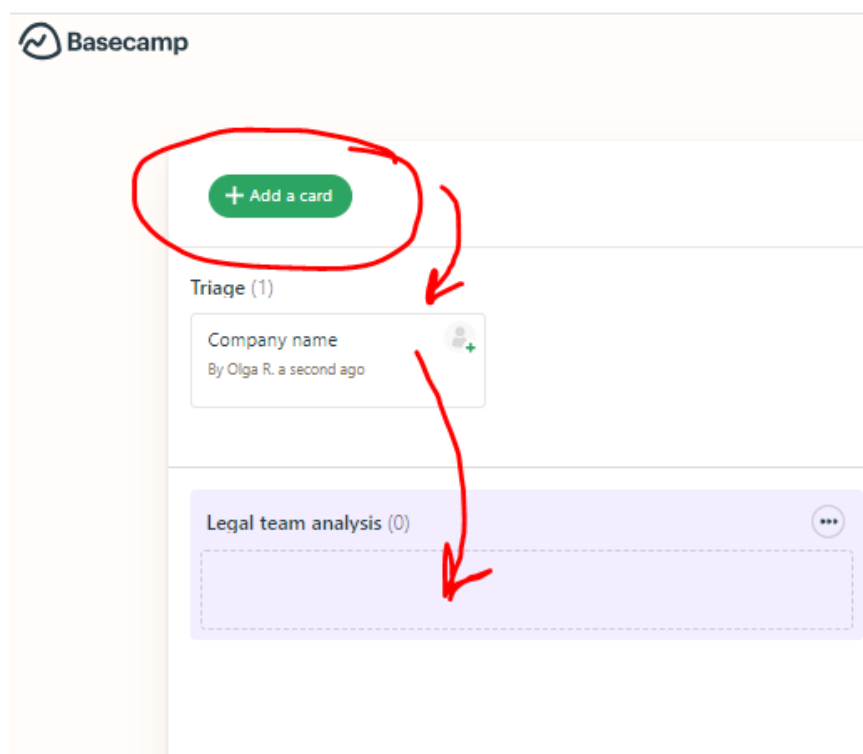 Basecamp
+ Add a card
Triage (1)
Company name
By Olga R. a second ago
Legal team analysis (0)